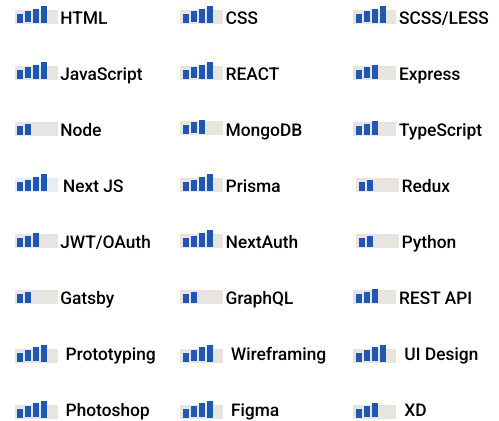 HTML CSS SCSS/LESS
JavaScript REACT Express
Node MongoDB TypeScript
Next JS Prisma Redux
JWT/OAuth NextAuth Python
Gatsby GraphQL REST API
Prototyping Wireframing UI Design
Photoshop Figma XD